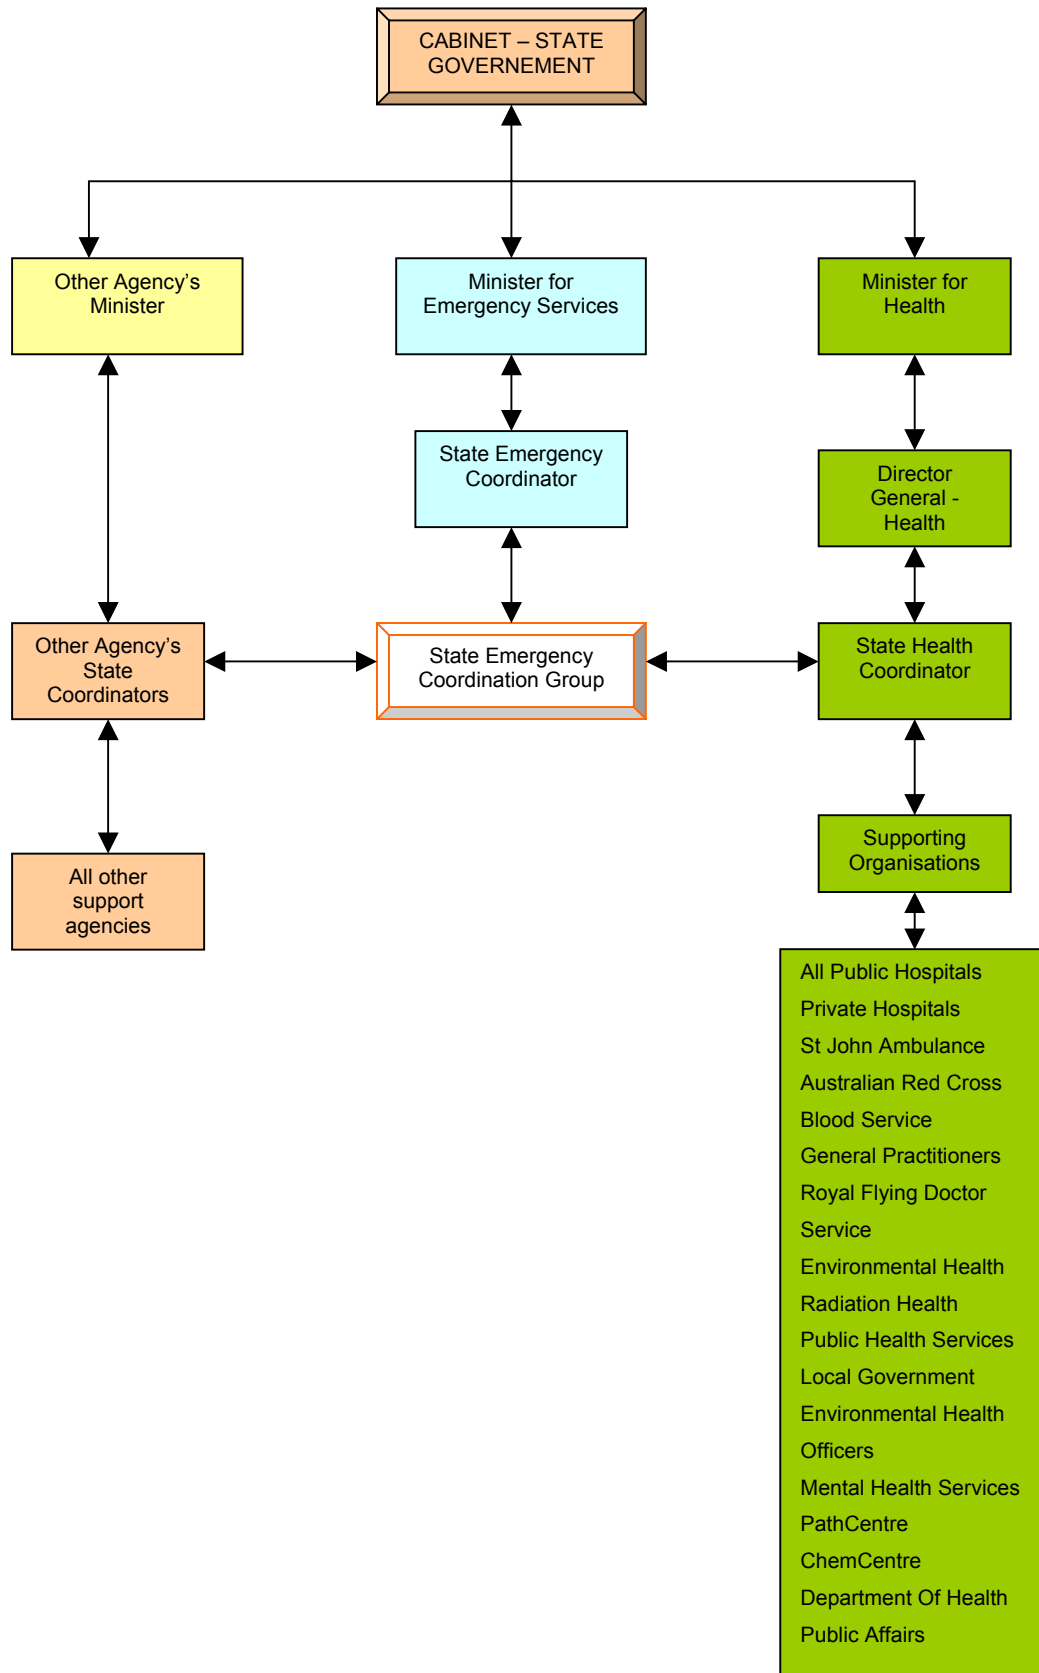 CABINET – STATE
GOVERNEMENT
Other Agency's
Minister
Minister for
Emergency Services
Minister for
Health
State Emergency
Coordinator
Director
General -
Health
Other Agency's
State
Coordinators
State Emergency
Coordination Group
State Health
Coordinator
All other
support
agencies
Supporting
Organisations
All Public Hospitals
Private Hospitals
St John Ambulance
Australian Red Cross
Blood Service
General Practitioners
Royal Flying Doctor
Service
Environmental Health
Radiation Health
Public Health Services
Local Government
Environmental Health
Officers
Mental Health Services
PathCentre
ChemCentre
Department Of Health
Public Affairs